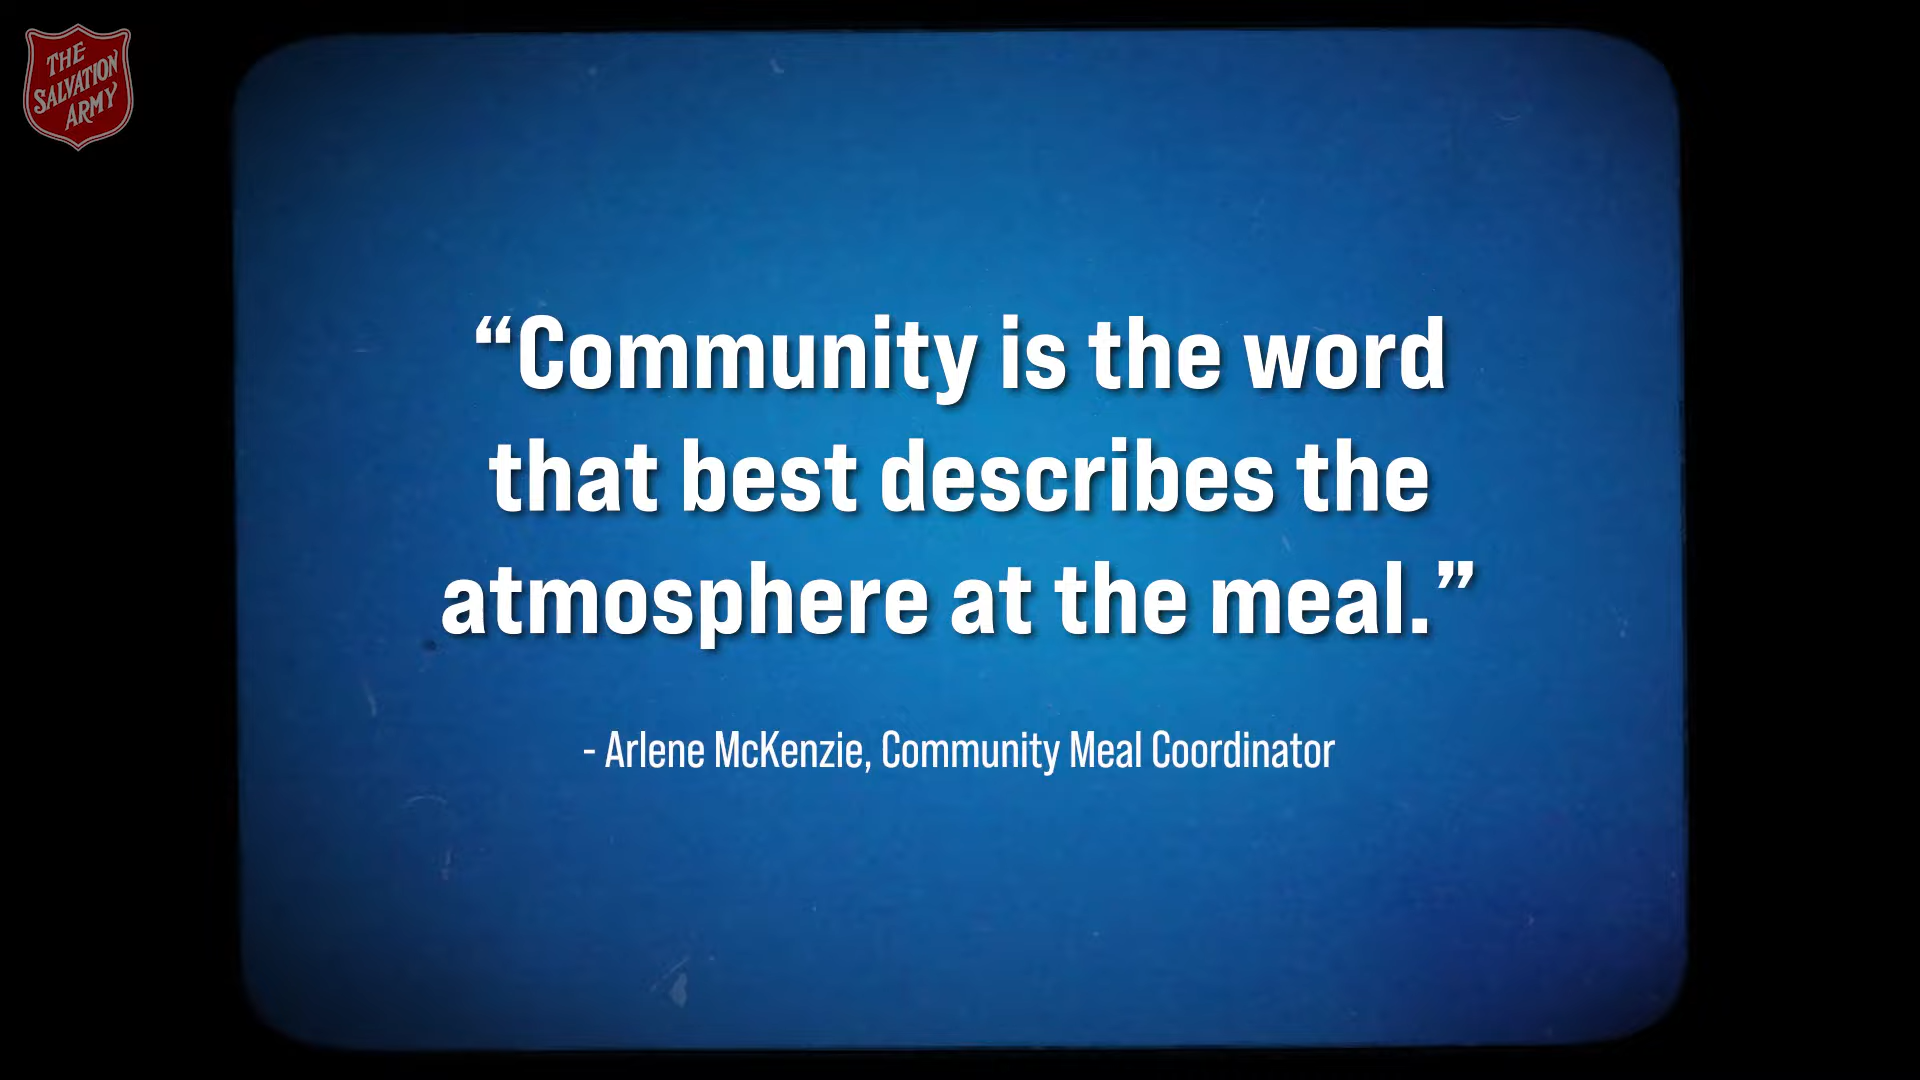 THE
SALVATION
ARMY
“Community is the word
that best describes the
atmosphere at the meal.”
- Arlene McKenzie, Community Meal Coordinator